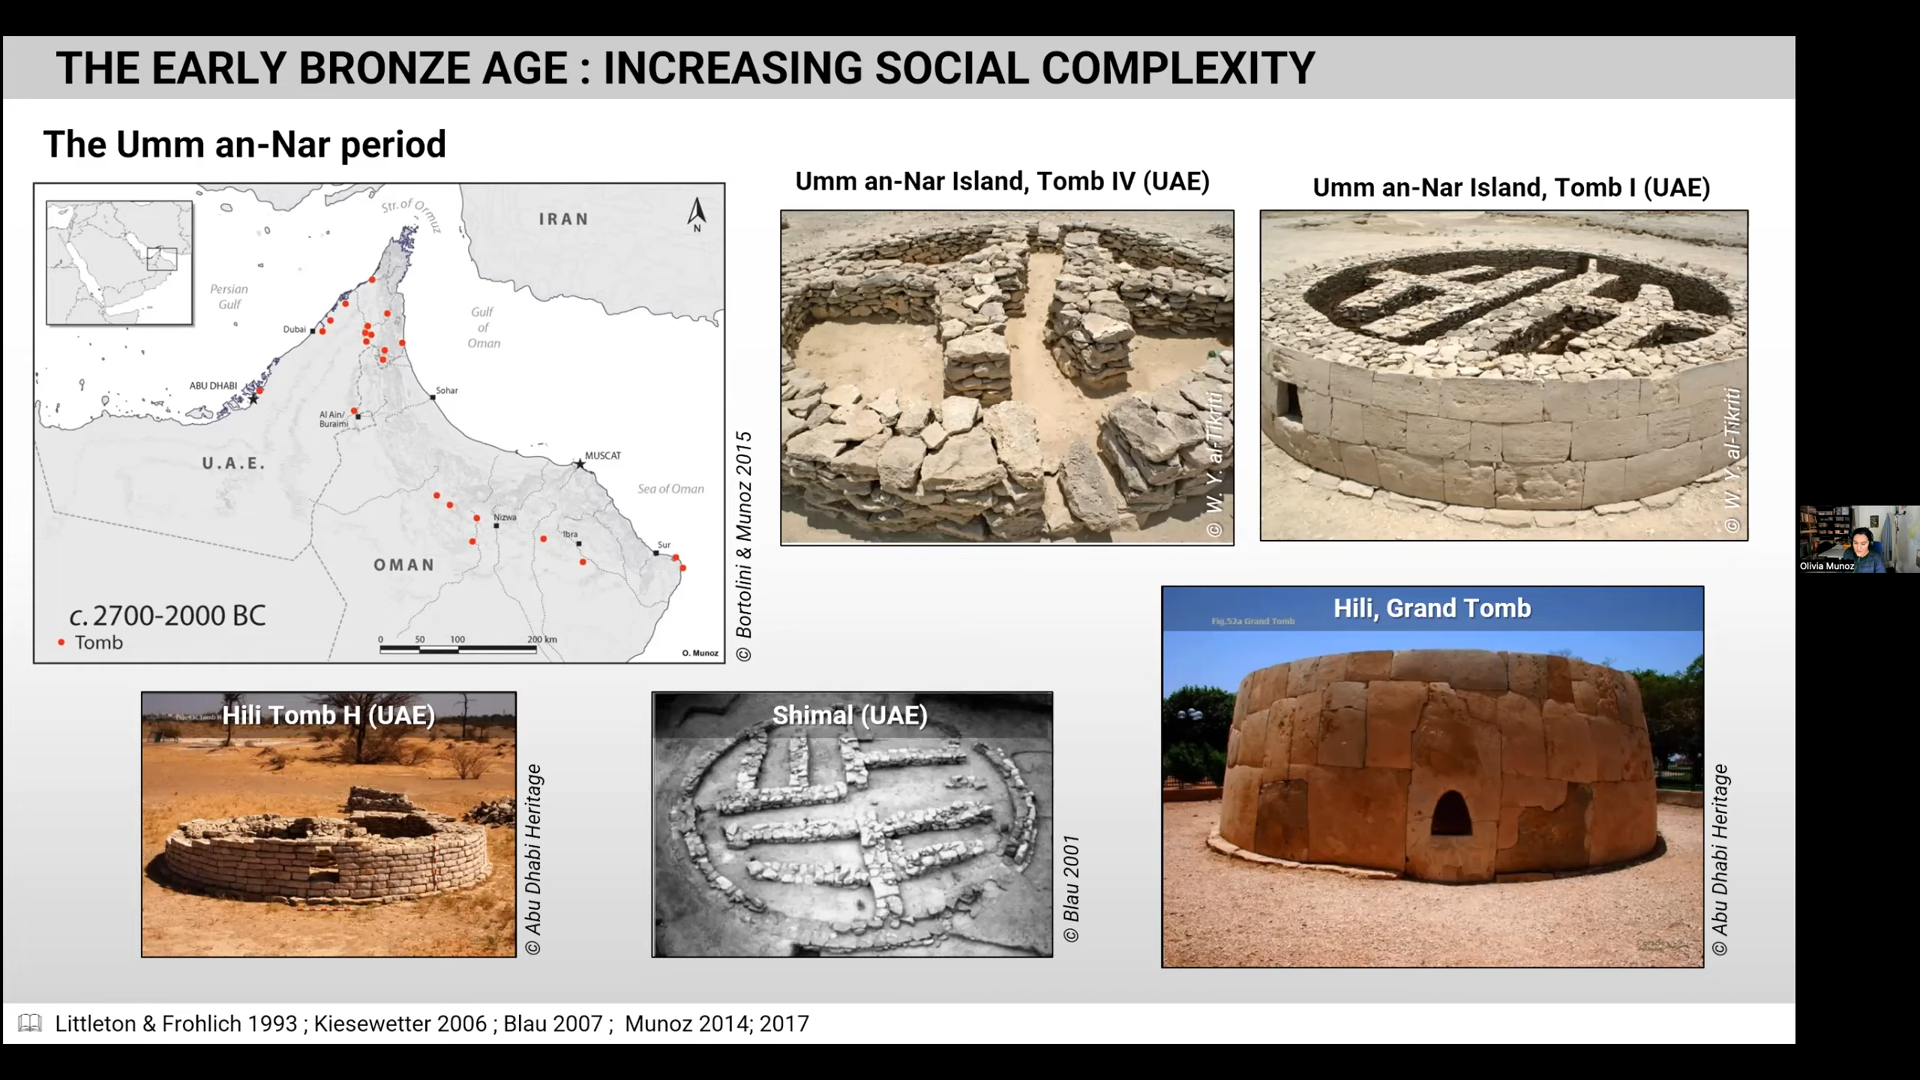 THE EARLY BRONZE AGE : INCREASING SOCIAL COMPLEXITY
The Umm an-Nar period
Str. of Ormuz
IRAN
N
Persian
Gulf
Gulf
of
Oman
Dubai
ABU DHABI
Sohar
Al Ain/
Buraimi
U.A.E.
MUSCAT
Sea of Oman
Nizwa
Ibra
Sur
OMAN
c. 2700-2000 BC
Tomb
0 50 100 200 km
O. Munoz
© Bortolini & Munoz 2015
Umm an-Nar Island, Tomb IV (UAE)
© W. Y. al-Tikriti
Umm an-Nar Island, Tomb I (UAE)
© W. Y. al-Tikriti
Hili Tomb H (UAE)
© Abu Dhabi Heritage
Shimal (UAE)
© Blau 2001
Hili, Grand Tomb
Fig.52a Grand Tomb
© Abu Dhabi Heritage
Olivia Munoz
Littleton & Frohlich 1993 ; Kiesewetter 2006 ; Blau 2007 ; Munoz 2014; 2017